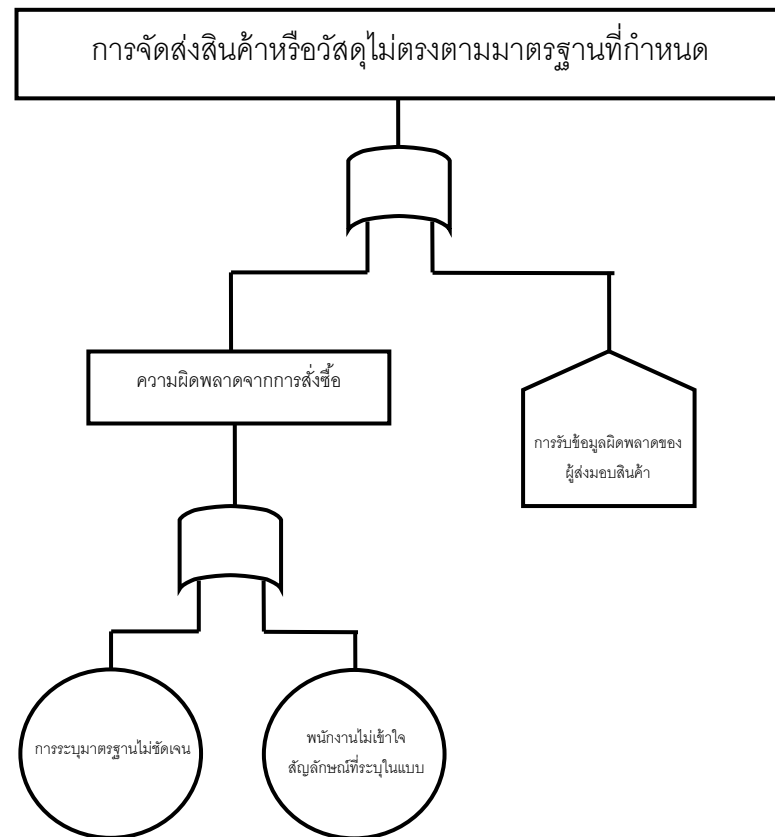 การจัดส่งสินค้าหรือวัสดุไม่ตรงตามมาตรฐานที่กำหนด
ความผิดพลาดจากการสั่งซื้อ
การรับข้อมูลผิดพลาดของ
ผู้ส่งมอบสินค้า
การระบุมาตรฐานไม่ชัดเจน
พนักงานไม่เข้าใจ
สัญลักษณ์ที่ระบุในแบบ